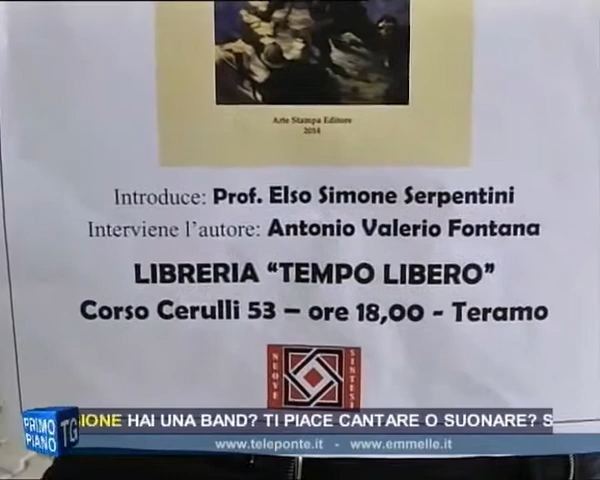 Arte Stampa Editore
2014
Introduce: Prof. Elso Simone Serpentini
Interviene l'autore: Antonio Valerio Fontana
LIBRERIA “TEMPO LIBERO”
Corso Cerulli 53 – ore 18,00 - Teramo
NUOVE SINTESI
PRIMO PIANO TG
IONE HAI UNA BAND? TI PIACE CANTARE O SUONARE? S
www.teleponte.it - www.emmelle.it